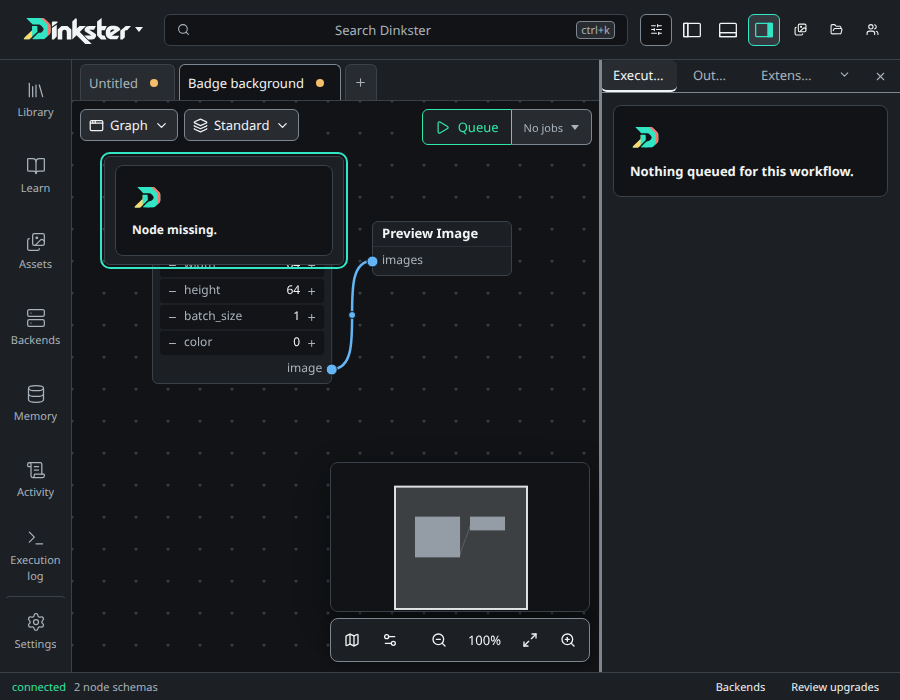 Dinkster
Search Dinkster
ctrl+k
Library
Learn
Assets
Backends
Memory
Activity
Execution
log
Settings
Untitled
Badge background
+
Graph
Standard
Queue
No jobs
Node missing.
width 64
height 64
batch_size 1
color 0
image
Preview Image
images
100%
Execut...
Out...
Extens...
Nothing queued for this workflow.
connected
2 node schemas
Backends
Review upgrades